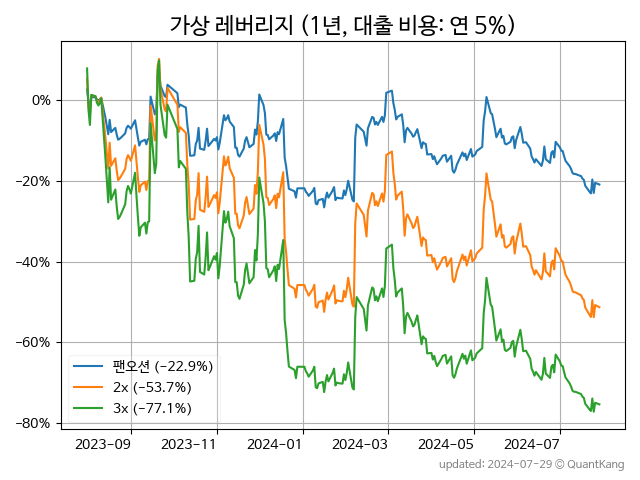 가상 레버리지 (1년, 대출 비용: 연 5%)
0%
−20%
−40%
−60%
−80%
팬오션 (−22.9%)
2x (−53.7%)
3x (−77.1%)
2023-09 2023-11 2024-01 2024-03 2024-05 2024-07
updated: 2024-07-29 © QuantKang